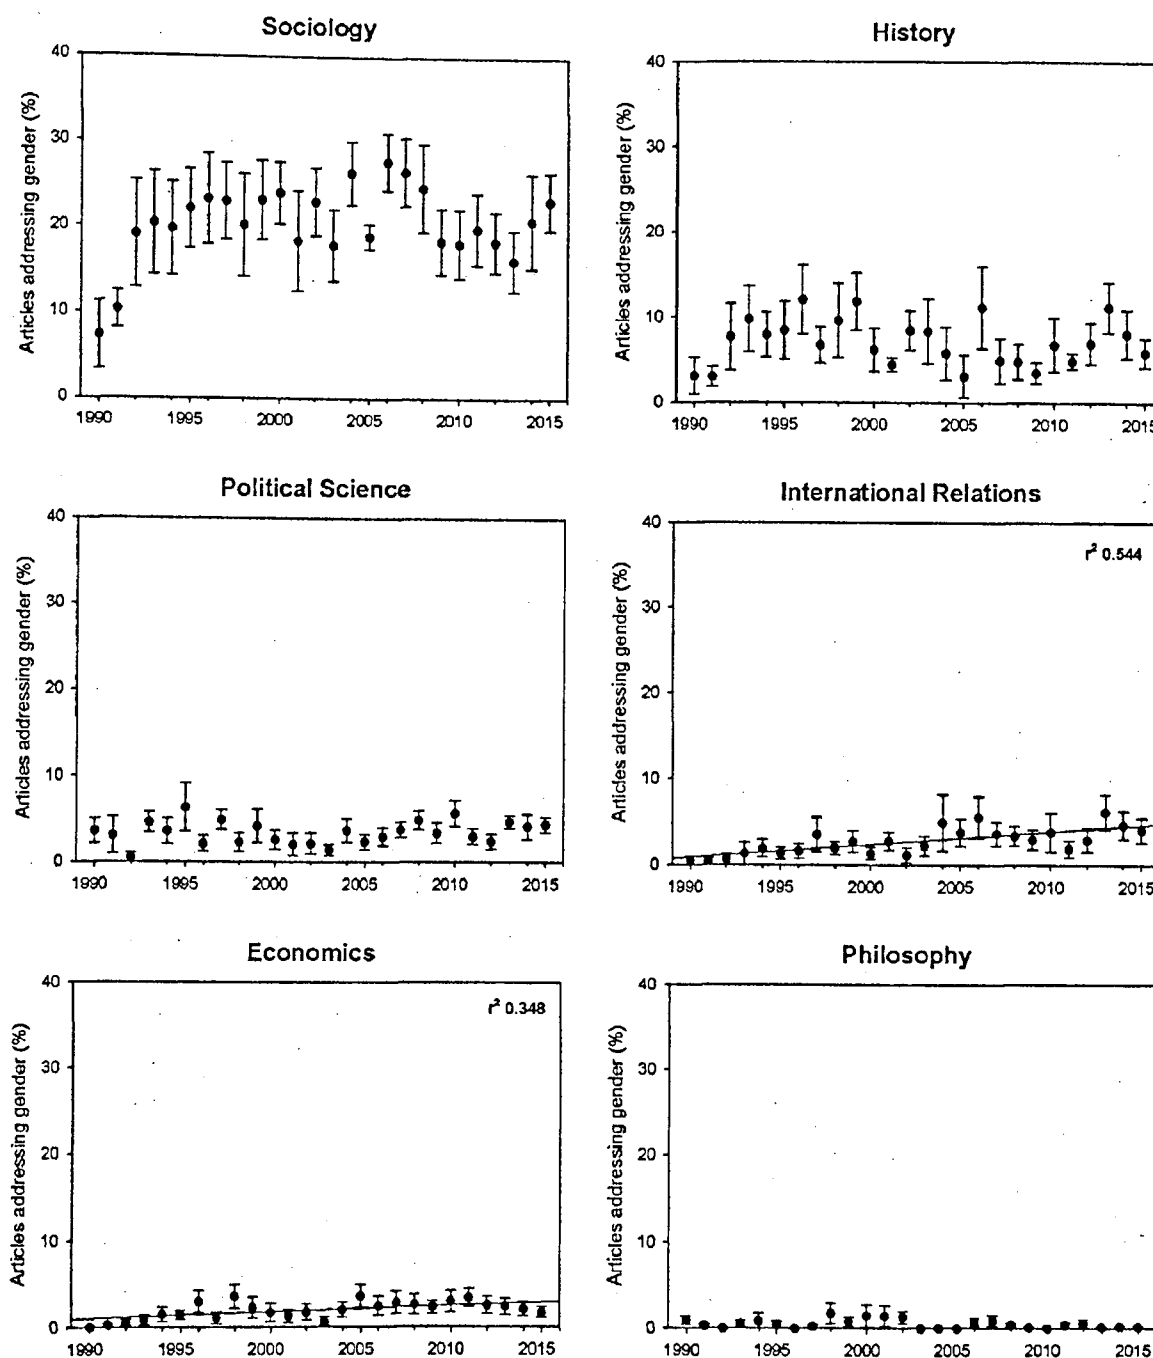 Sociology
Articles addressing gender (%)
40
30
20
10
0
1990 1995 2000 2005 2010 2015
History
Articles addressing gender (%)
40
30
20
10
0
1990 1995 2000 2005 2010 2015
Political Science
Articles addressing gender (%)
40
30
20
10
0
1990 1995 2000 2005 2010 2015
International Relations
r² 0.544
Articles addressing gender (%)
40
30
20
10
0
1990 1995 2000 2005 2010 2015
Economics
r² 0.348
Articles addressing gender (%)
40
30
20
10
0
1990 1995 2000 2005 2010 2015
Philosophy
Articles addressing gender (%)
40
30
20
10
0
1990 1995 2000 2005 2010 2015